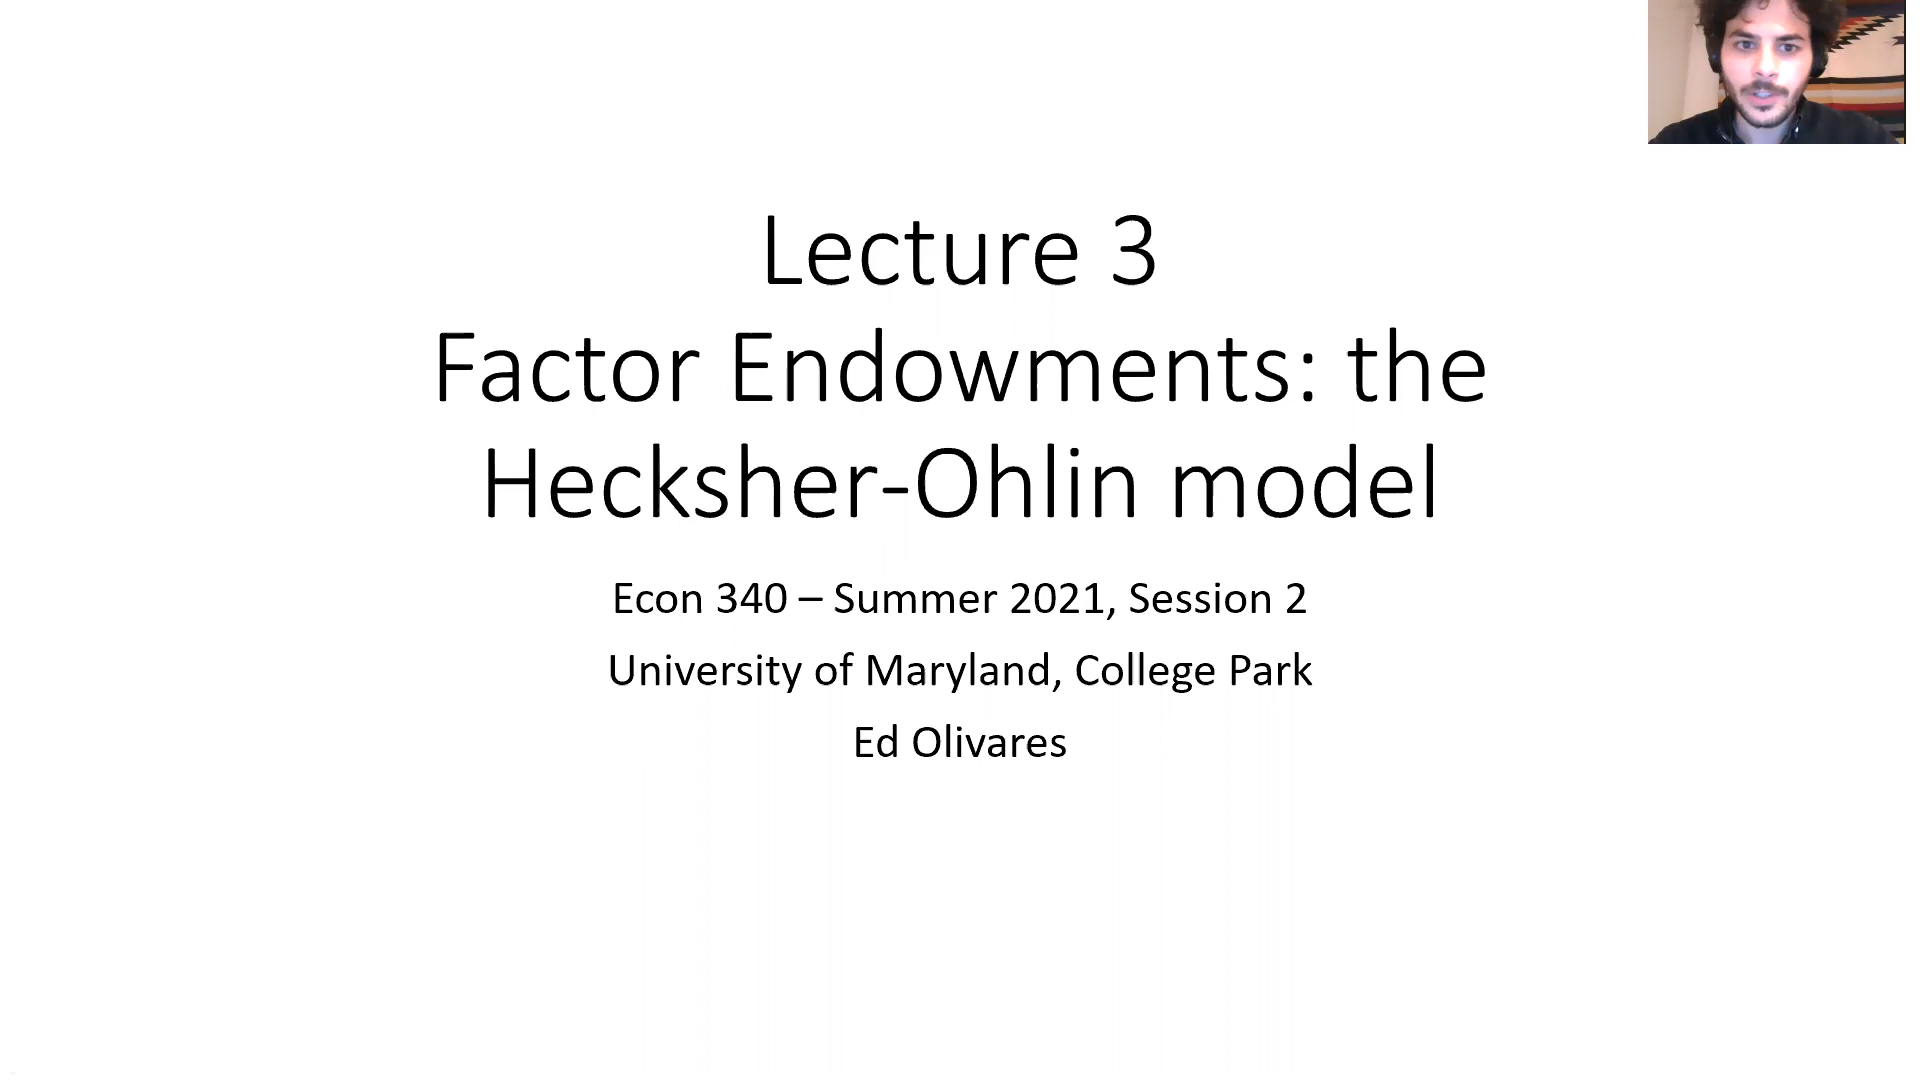 Lecture 3
Factor Endowments: the
Hecksher-Ohlin model
Econ 340 – Summer 2021, Session 2
University of Maryland, College Park
Ed Olivares